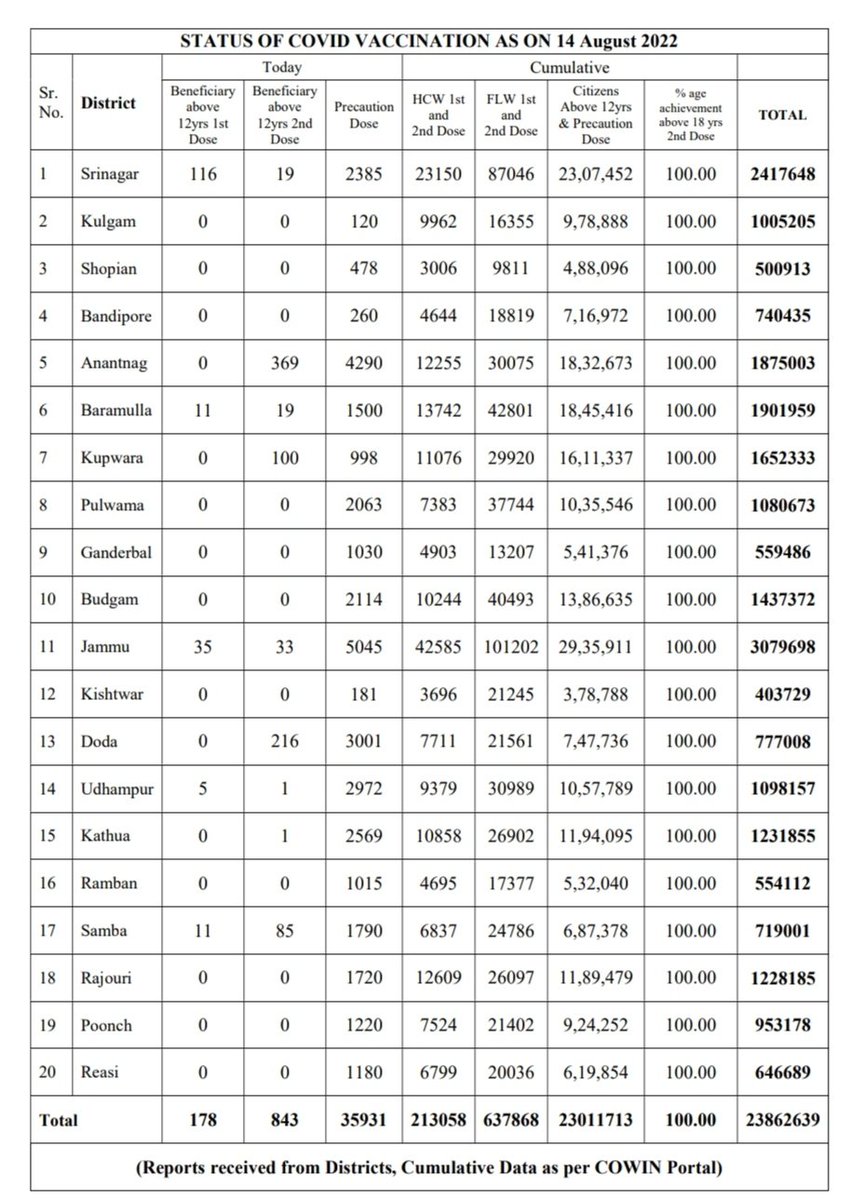 STATUS OF COVID VACCINATION AS ON 14 August 2022
Today Cumulative
Sr. No. District Beneficiary above 12yrs 1st Dose Beneficiary above 12yrs 2nd Dose Precaution Dose HCW 1st and 2nd Dose FLW 1st and 2nd Dose Citizens Above 12yrs & Precaution Dose % age achievement above 18 yrs 2nd Dose TOTAL
1 Srinagar 116 19 2385 23150 87046 23,07,452 100.00 2417648
2 Kulgam 0 0 120 9962 16355 9,78,888 100.00 1005205
3 Shopian 0 0 478 3006 9811 4,88,096 100.00 500913
4 Bandipore 0 0 260 4644 18819 7,16,972 100.00 740435
5 Anantnag 0 369 4290 12255 30075 18,32,673 100.00 1875003
6 Baramulla 11 19 1500 13742 42801 18,45,416 100.00 1901959
7 Kupwara 0 100 998 11076 29920 16,11,337 100.00 1652333
8 Pulwama 0 0 2063 7383 37744 10,35,546 100.00 1080673
9 Ganderbal 0 0 1030 4903 13207 5,41,376 100.00 559486
10 Budgam 0 0 2114 10244 40493 13,86,635 100.00 1437372
11 Jammu 35 33 5045 42585 101202 29,35,911 100.00 3079698
12 Kishtwar 0 0 181 3696 21245 3,78,788 100.00 403729
13 Doda 0 216 3001 7711 21561 7,47,736 100.00 777008
14 Udhampur 5 1 2972 9379 30989 10,57,789 100.00 1098157
15 Kathua 0 1 2569 10858 26902 11,94,095 100.00 1231855
16 Ramban 0 0 1015 4695 17377 5,32,040 100.00 554112
17 Samba 11 85 1790 6837 24786 6,87,378 100.00 719001
18 Rajouri 0 0 1720 12609 26097 11,89,479 100.00 1228185
19 Poonch 0 0 1220 7524 21402 9,24,252 100.00 953178
20 Reasi 0 0 1180 6799 20036 6,19,854 100.00 646689
Total 178 843 35931 213058 637868 23011713 100.00 23862639
(Reports received from Districts, Cumulative Data as per COWIN Portal)